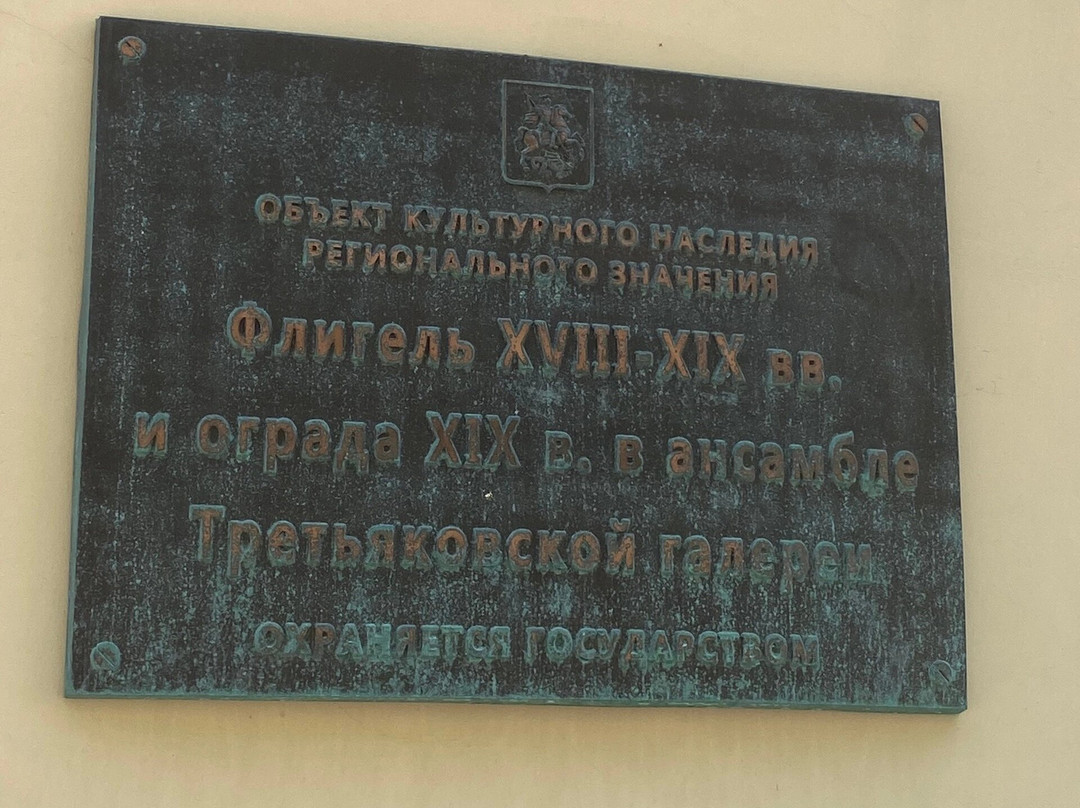 ОБЪЕКТ КУЛЬТУРНОГО НАСЛЕДИЯ
РЕГИОНАЛЬНОГО ЗНАЧЕНИЯ
Флигель XVIII-XIX вв.
и ограда XIX в. в ансамбле
Третьяковской галереи
ОХРАНЯЕТСЯ ГОСУДАРСТВОМ